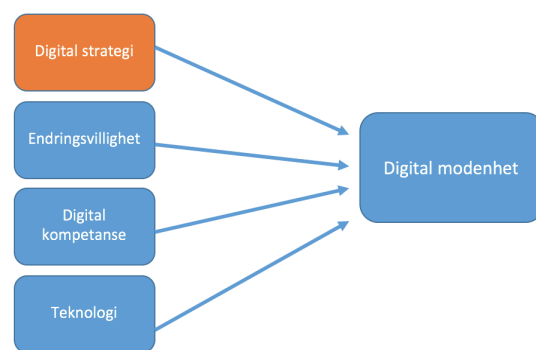 Digital strategi
Endringsvillighet
Digital
kompetanse
Teknologi
Digital modenhet